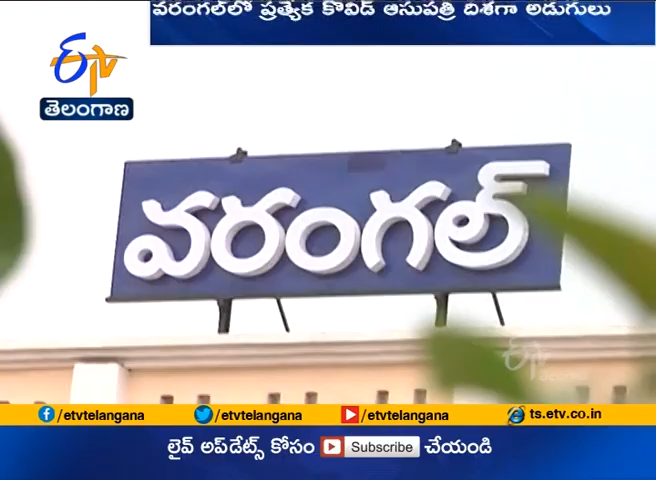 వరంగల్‌లో ప్రత్యేక కొవిడ్ ఆసుపత్రి దిశగా అడుగులు
etv
తెలంగాణ
వరంగల్
etv
/etvtelangana /etvtelangana /etvtelangana ts.etv.co.in
లైవ్ అప్‌డేట్స్ కోసం Subscribe చేయండి